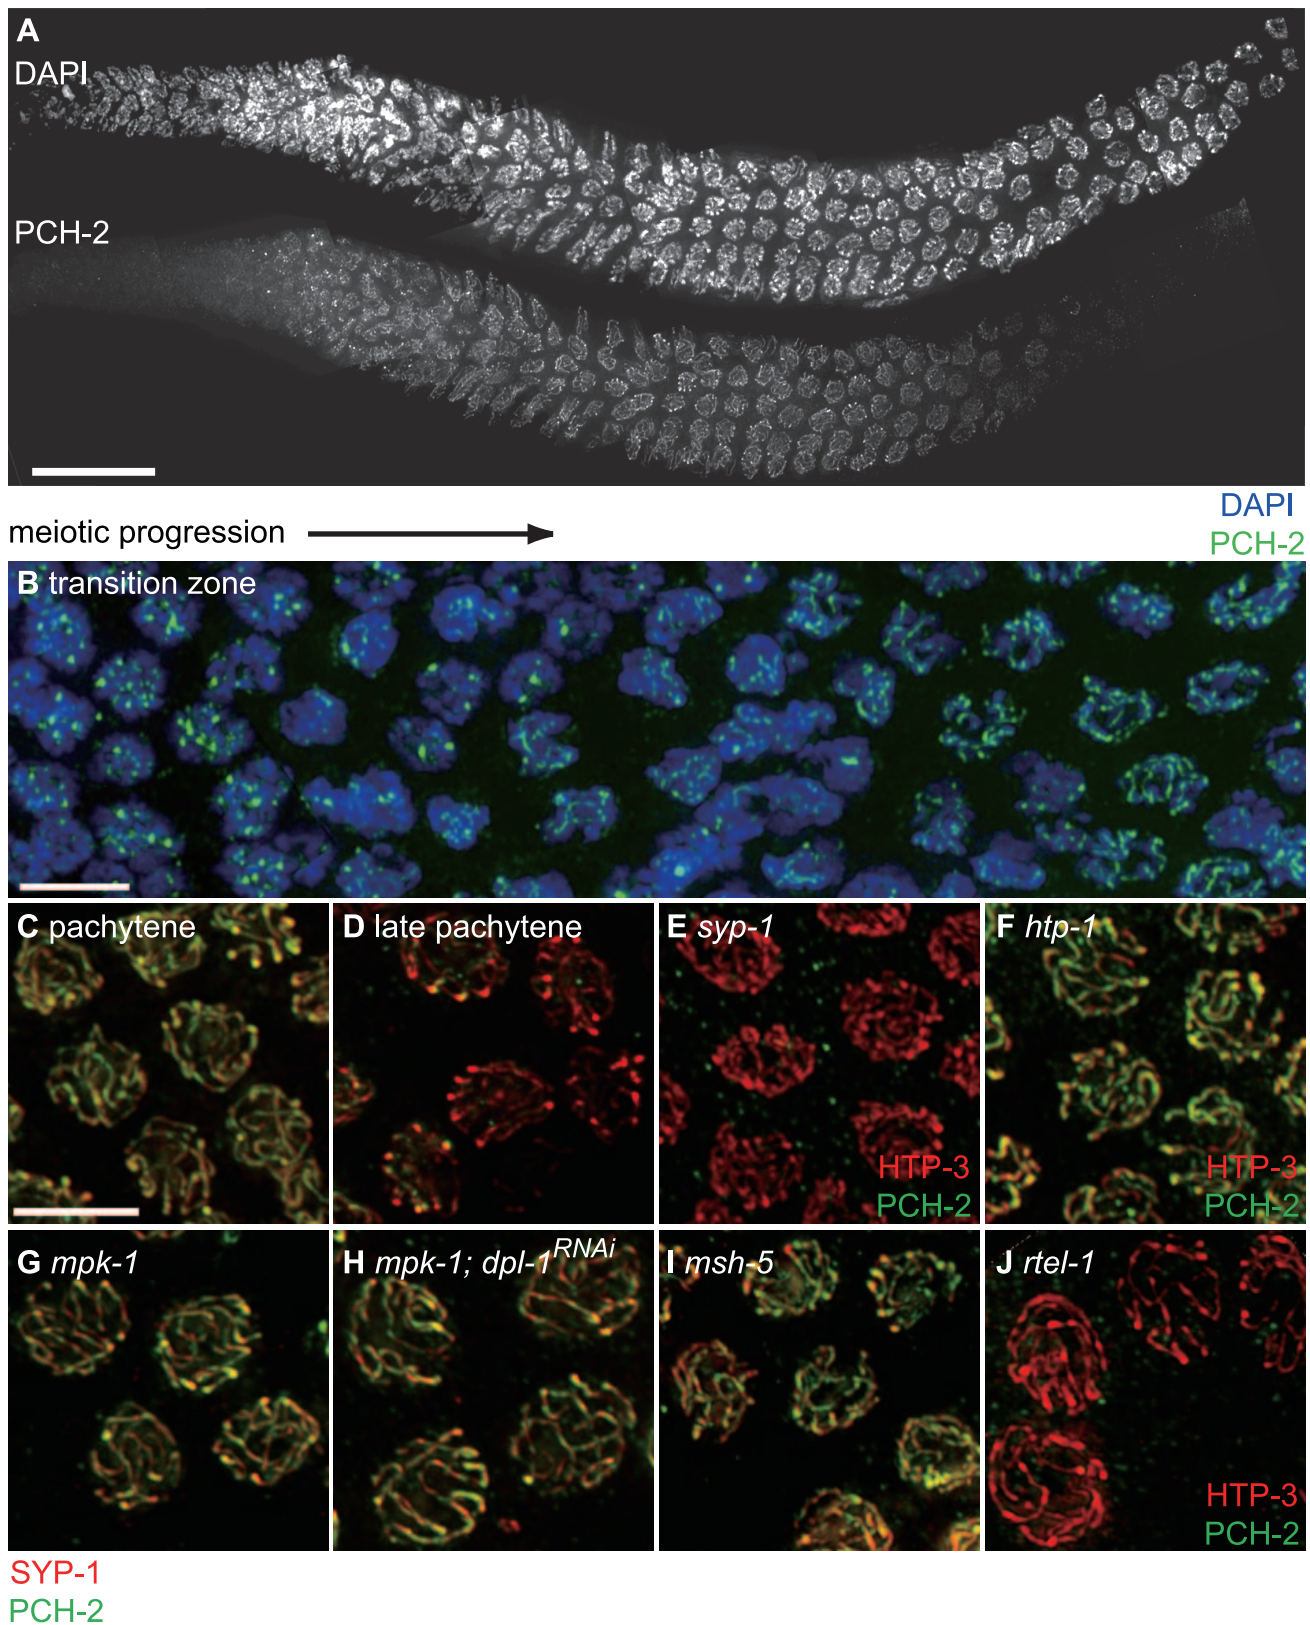 A
DAPI
PCH-2
meiotic progression
DAPI
PCH-2
B transition zone
C pachytene
D late pachytene
E syp-1
HTP-3
PCH-2
F htp-1
HTP-3
PCH-2
G mpk-1
H mpk-1; dpl-1RNAi
I msh-5
J rtel-1
HTP-3
PCH-2
SYP-1
PCH-2